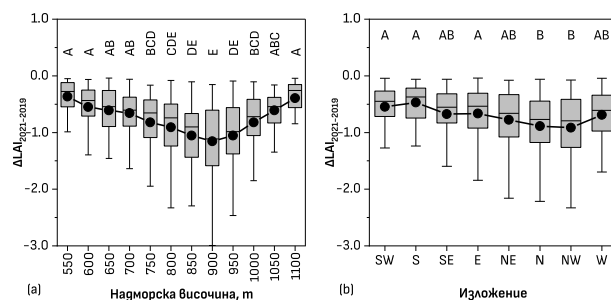 1.0
0.0
-1.0
-2.0
-3.0
ΔLAI2021-2019
A A AB AB BCD CDE DE E DE BCD ABC A
550 600 650 700 750 800 850 900 950 1000 1050 1100
(a) Надморска височина, m
1.0
0.0
-1.0
-2.0
-3.0
ΔLAI2021-2019
A A AB A AB B B AB
SW S SE E NE N NW W
(b) Изложение